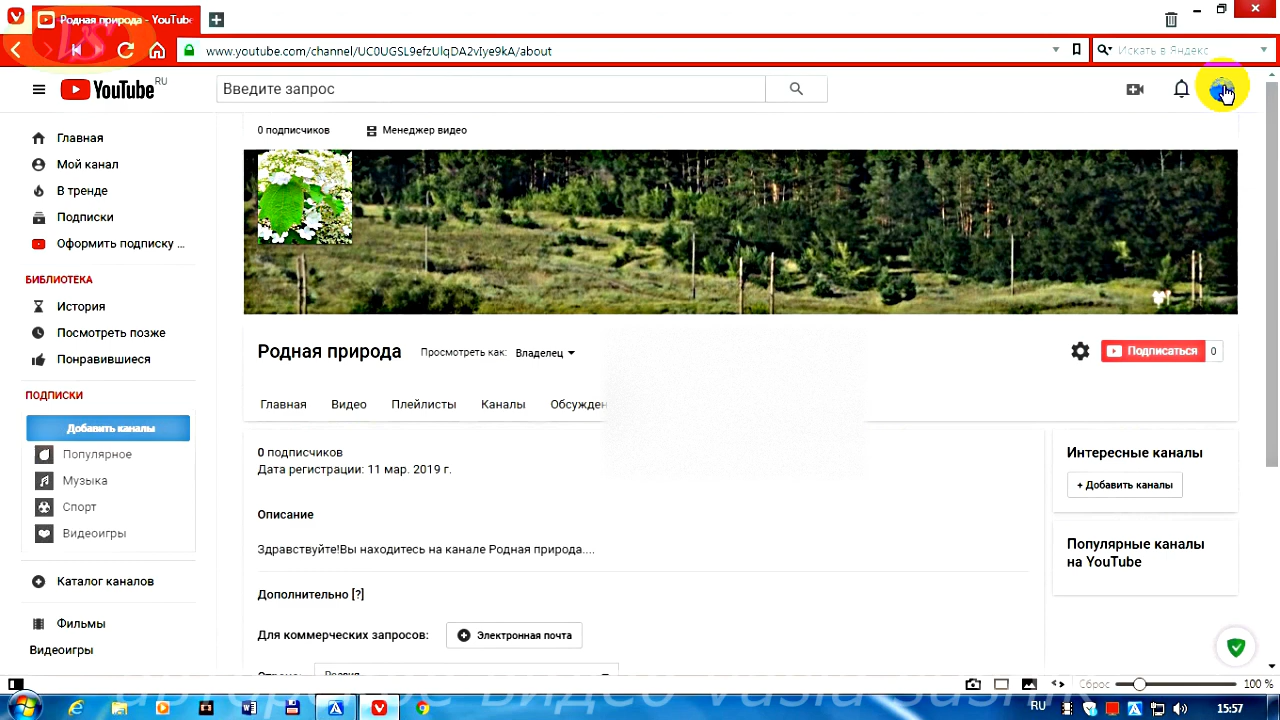 Родная природа - YouTube
www.youtube.com/channel/UC0UGSL9efzUlqDA2vIye9kA/about
Искать в Яндекс
YouTube RU
Введите запрос
Главная
Мой канал
В тренде
Подписки
Оформить подписку ...
БИБЛИОТЕКА
История
Посмотреть позже
Понравившиеся
ПОДПИСКИ
Добавить каналы
Популярное
Музыка
Спорт
Видеоигры
Каталог каналов
Фильмы
Видеоигры
0 подписчиков Менеджер видео
Родная природа Просмотреть как: Владелец
Подписаться 0
Главная Видео Плейлисты Каналы Обсужден
0 подписчиков
Дата регистрации: 11 мар. 2019 г.
Описание
Здравствуйте!Вы находитесь на канале Родная природа....
Дополнительно [?]
Для коммерческих запросов: Электронная почта
Интересные каналы
+ Добавить каналы
Популярные каналы
на YouTube
Сброс 100 %
RU 15:57